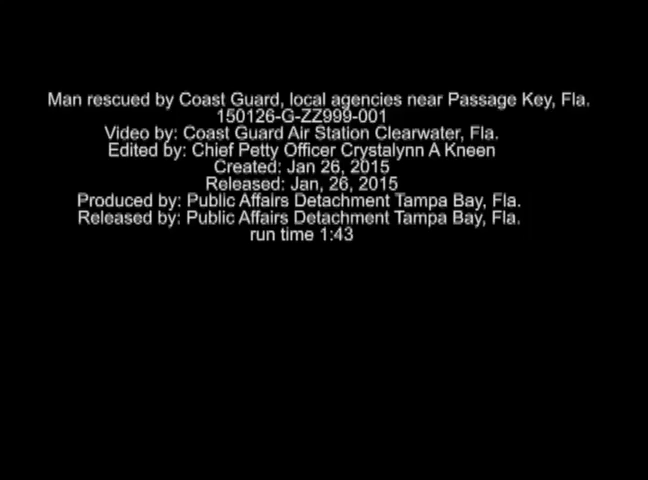 Man rescued by Coast Guard, local agencies near Passage Key, Fla.
150126-G-ZZ999-001
Video by: Coast Guard Air Station Clearwater, Fla.
Edited by: Chief Petty Officer Crystalynn A Kneen
Created: Jan 26, 2015
Released: Jan, 26, 2015
Produced by: Public Affairs Detachment Tampa Bay, Fla.
Released by: Public Affairs Detachment Tampa Bay, Fla.
run time 1:43